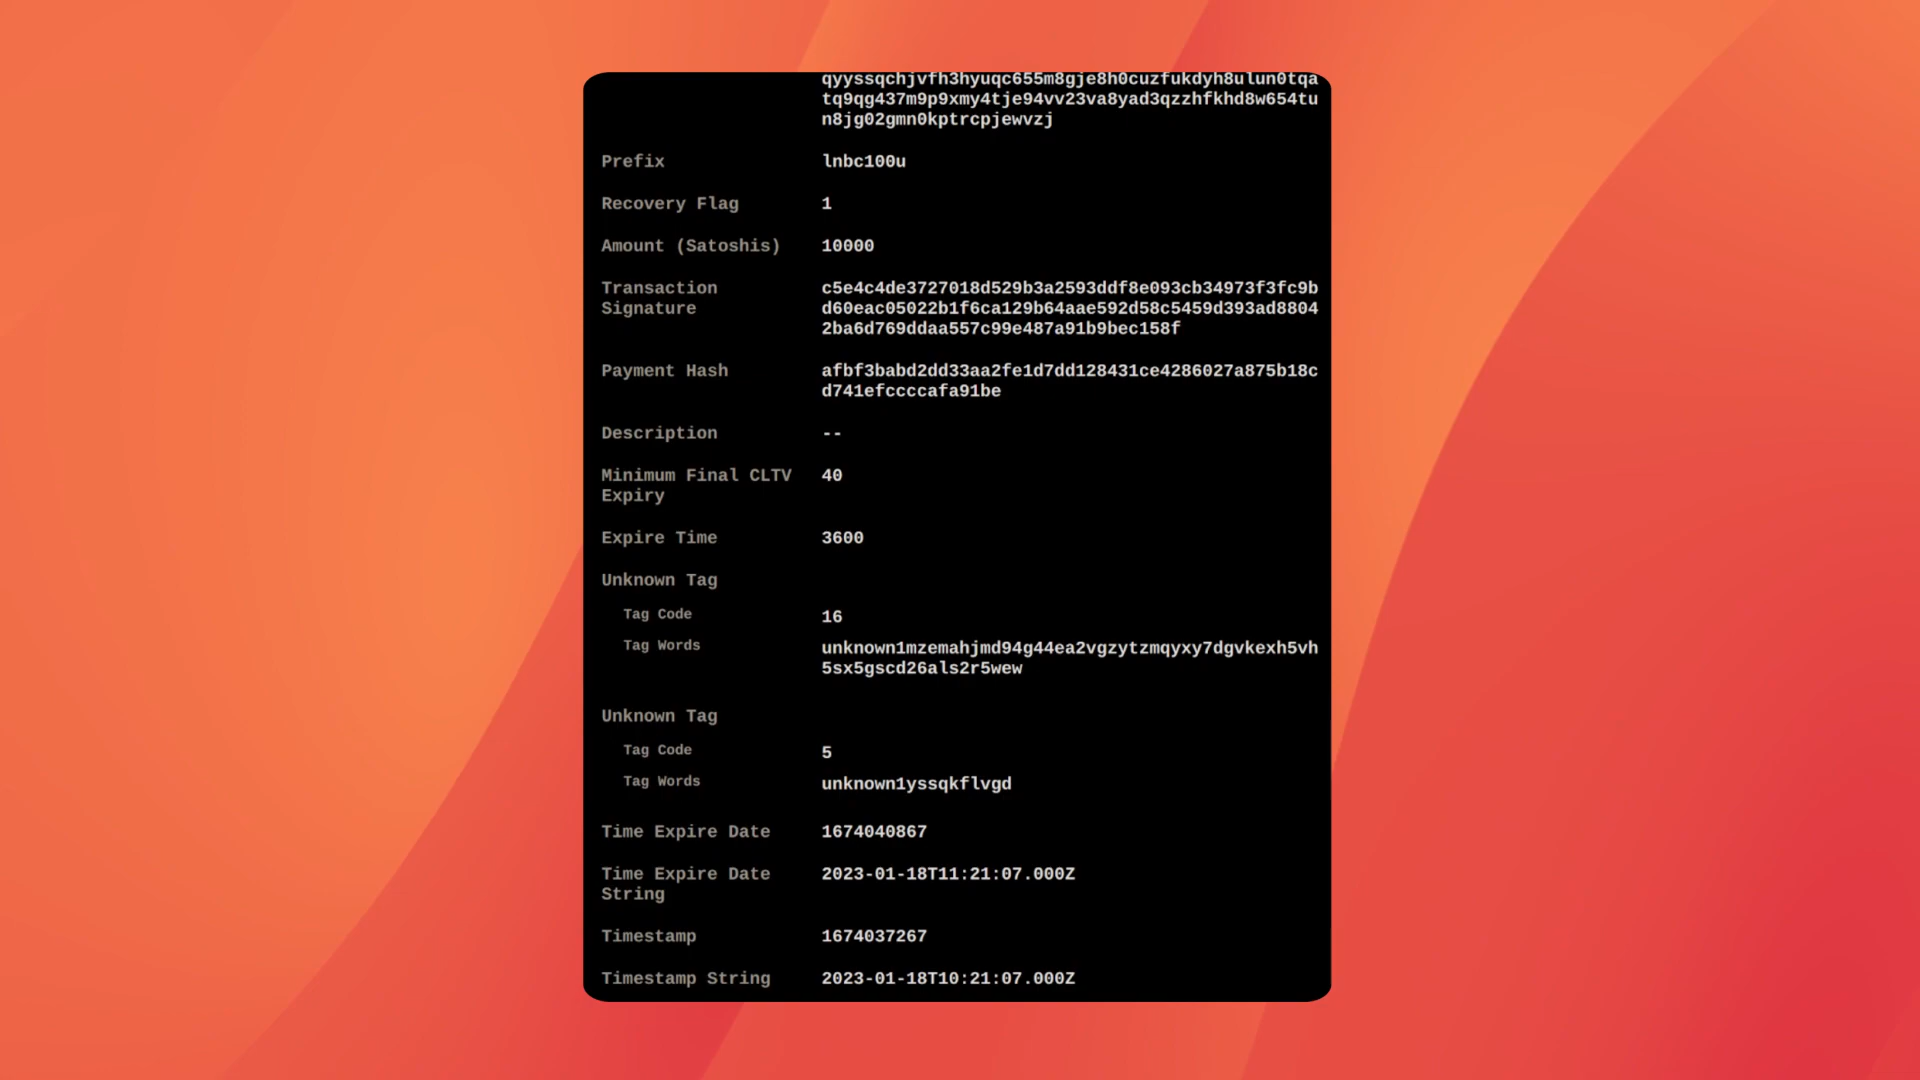 qyyssqchjvfh3hyuqc655m8gje8h0cuzfukdyh8ulun0tqa
tq9qg437m9p9xmy4tje94vv23va8yad3qzzhfkhd8w654tu
n8jg02gmn0kptrcpjewvzj
Prefix lnbc100u
Recovery Flag 1
Amount (Satoshis) 10000
Transaction c5e4c4de3727018d529b3a2593ddf8e093cb34973f3fc9b
Signature d60eac05022b1f6ca129b64aae592d58c5459d393ad8804
2ba6d769ddaa557c99e487a91b9bec158f
Payment Hash afbf3babd2dd33aa2fe1d7dd128431ce4286027a875b18c
d741efccccafa91be
Description --
Minimum Final CLTV 40
Expiry
Expire Time 3600
Unknown Tag
Tag Code 16
Tag Words unknown1mzemahjmd94g44ea2vgzytzmqyxy7dgvkexh5vh
5sx5gscd26als2r5wew
Unknown Tag
Tag Code 5
Tag Words unknown1yssqkflvgd
Time Expire Date 1674040867
Time Expire Date 2023-01-18T11:21:07.000Z
String
Timestamp 1674037267
Timestamp String 2023-01-18T10:21:07.000Z